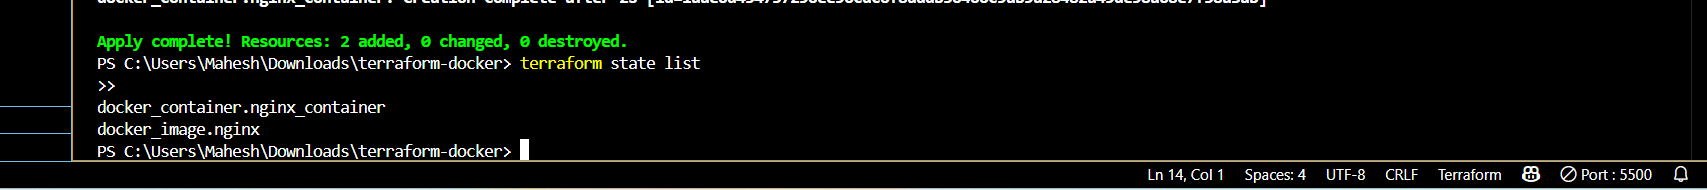 Apply complete! Resources: 2 added, 0 changed, 0 destroyed.
PS C:\Users\Mahesh\Downloads\terraform-docker> terraform state list
>>
docker_container.nginx_container
docker_image.nginx
PS C:\Users\Mahesh\Downloads\terraform-docker>
Ln 14, Col 1 Spaces: 4 UTF-8 CRLF Terraform Port : 5500